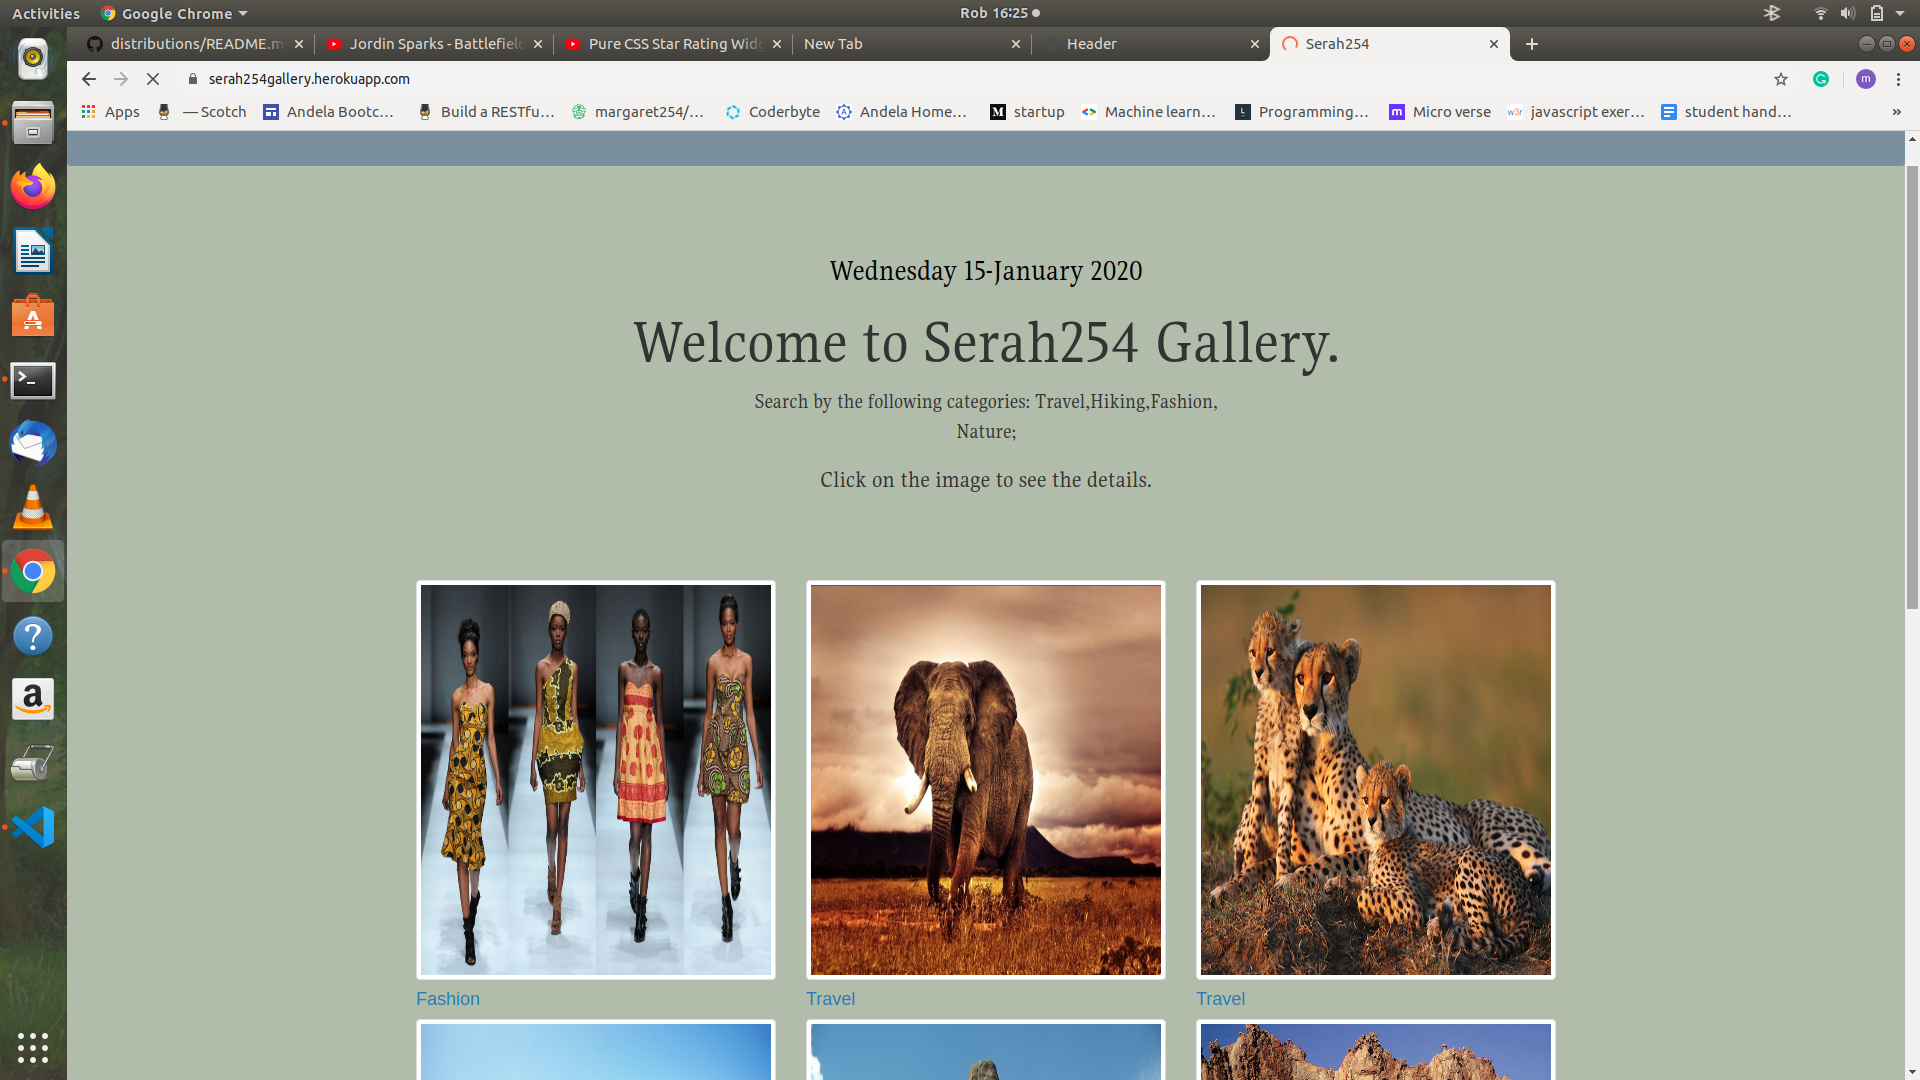 Activities
Google Chrome
Rob 16:25
distributions/README.m
Jordin Sparks - Battlefield
Pure CSS Star Rating Widg
New Tab
Header
Serah254
serah254gallery.herokuapp.com
m
Apps
— Scotch
Andela Bootc…
Build a RESTfu…
margaret254/…
Coderbyte
Andela Home…
startup
Machine learn…
Programming…
Micro verse
javascript exer…
student hand…
»
Wednesday 15-January 2020
Welcome to Serah254 Gallery.
Search by the following categories: Travel,Hiking,Fashion,
Nature;
Click on the image to see the details.
Fashion
Travel
Travel